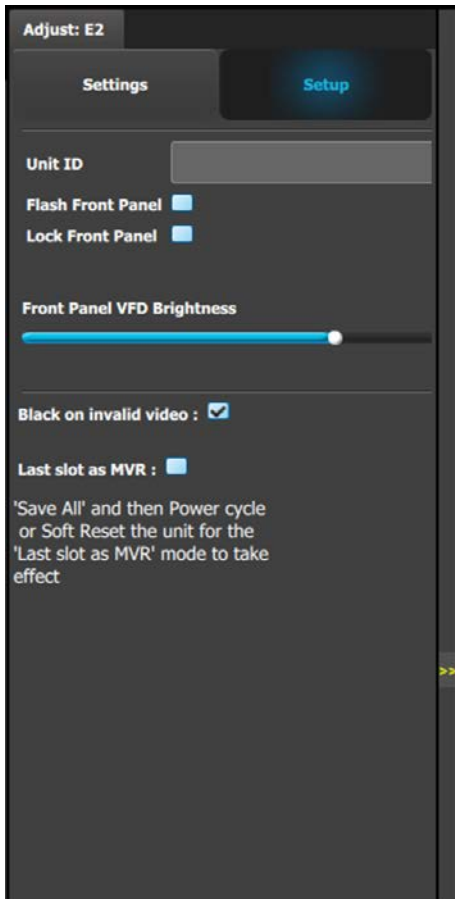 Adjust: E2
Settings
Setup
Unit ID
Flash Front Panel
Lock Front Panel
Front Panel VFD Brightness
Black on invalid video :
Last slot as MVR :
'Save All' and then Power cycle
or Soft Reset the unit for the
'Last slot as MVR' mode to take
effect
>>